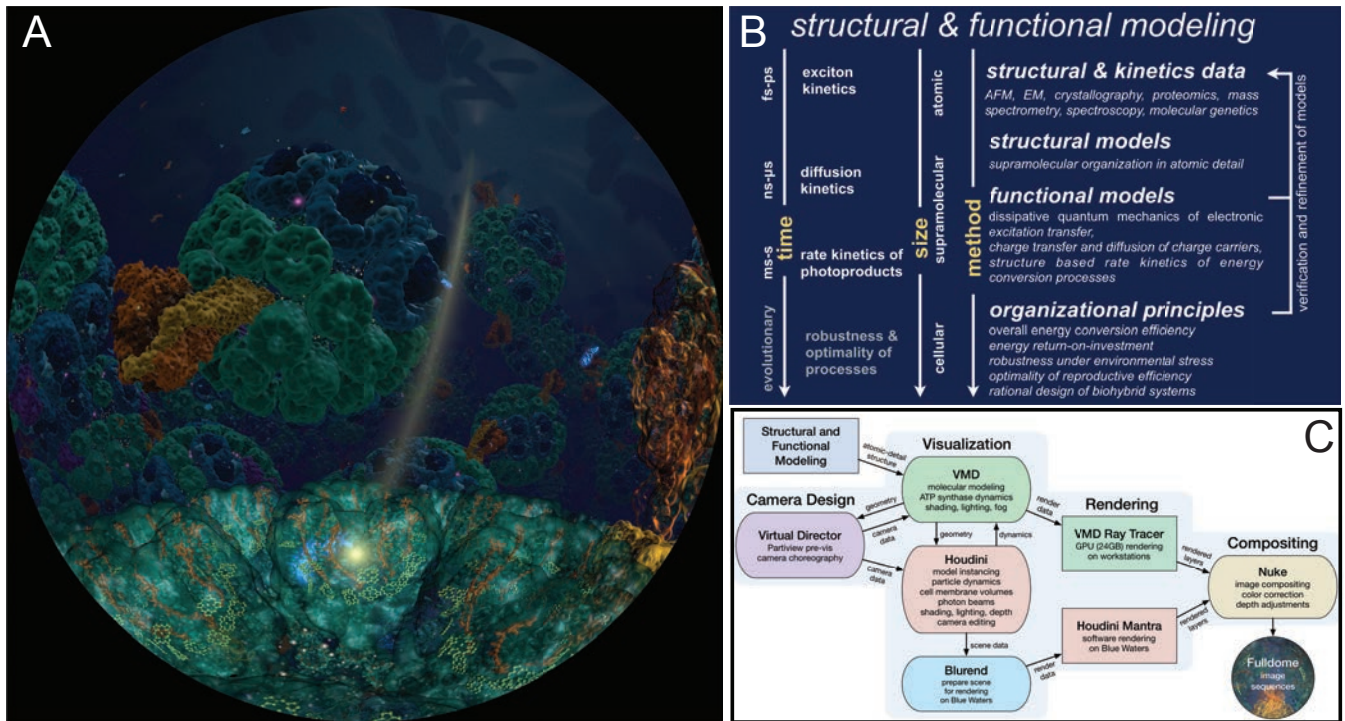 A
B
structural & functional modeling
time
fs-ps
exciton
kinetics
ns-µs
diffusion
kinetics
ms-s
rate kinetics of
photoproducts
evolutionary
robustness &
optimality of
processes
size
atomic
supramolecular
cellular
method
structural & kinetics data
AFM, EM, crystallography, proteomics, mass
spectrometry, spectroscopy, molecular genetics
structural models
supramolecular organization in atomic detail
functional models
dissipative quantum mechanics of electronic
excitation transfer,
charge transfer and diffusion of charge carriers,
structure based rate kinetics of energy
conversion processes
organizational principles
overall energy conversion efficiency
energy return-on-investment
robustness under environmental stress
optimality of reproductive efficiency
rational design of biohybrid systems
verification and refinement of models
C
Structural and
Functional
Modeling
atomic-detail
structure
Visualization
VMD
molecular modeling
ATP synthase dynamics
shading, lighting, fog
Camera Design
geometry
camera data
Virtual Director
Partiview pre-vis
camera choreography
camera data
geometry
dynamics
Houdini
model instancing
particle dynamics
cell membrane volumes
photon beams
shading, lighting, depth
camera editing
scene data
Blurend
prepare scene
for rendering
on Blue Waters
render data
render data
Rendering
VMD Ray Tracer
GPU (24GB) rendering
on workstations
Houdini Mantra
software rendering
on Blue Waters
rendered layers
rendered layers
Compositing
Nuke
image compositing
color correction
depth adjustments
Fulldome
image
sequences